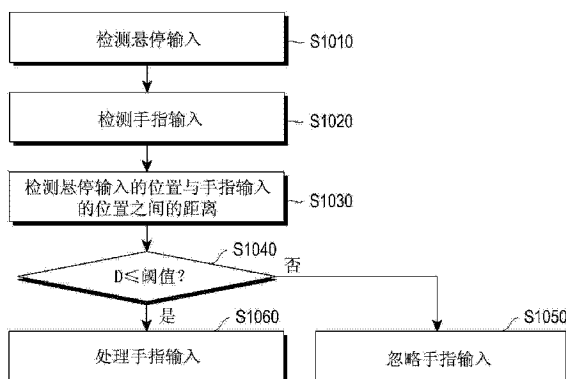 检测悬停输入
S1010
检测手指输入
S1020
检测悬停输入的位置与手指输入
的位置之间的距离
S1030
S1040
D≤阈值?
否
是
S1060
S1050
处理手指输入
忽略手指输入